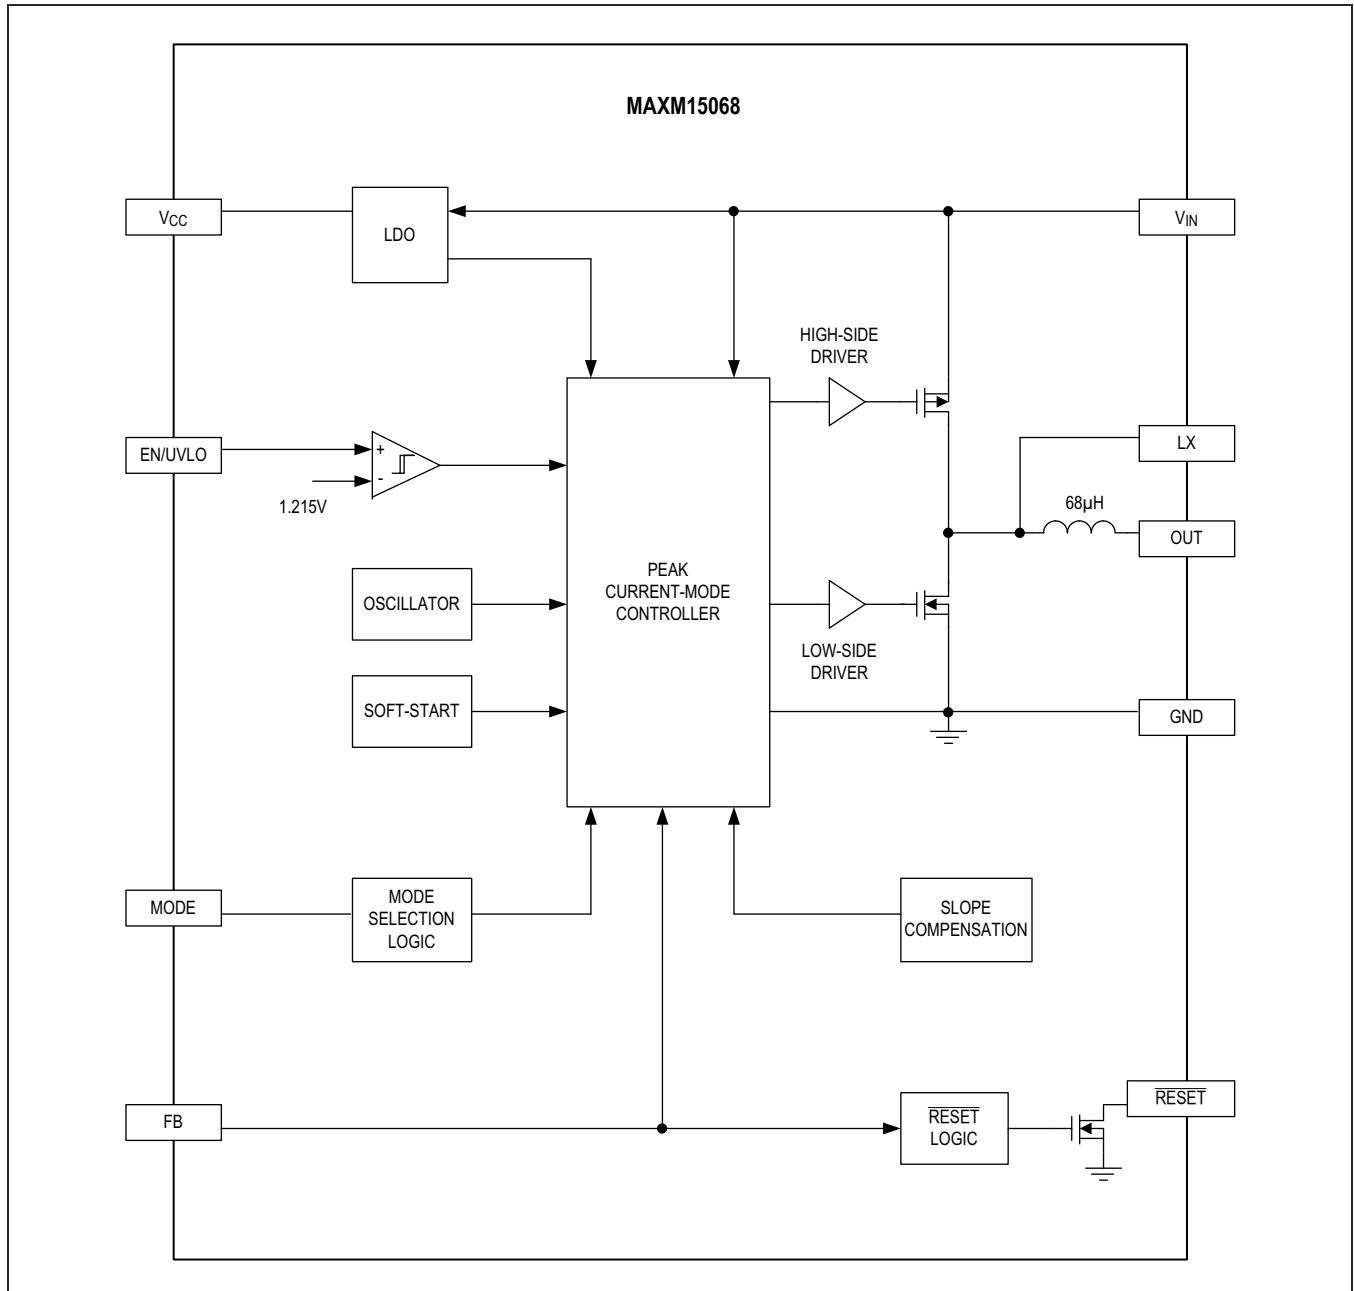 MAXM15068
VCC
LDO
VIN
HIGH-SIDE
DRIVER
EN/UVLO
+
-
1.215V
LX
68µH
OUT
OSCILLATOR
PEAK
CURRENT-MODE
CONTROLLER
LOW-SIDE
DRIVER
SOFT-START
GND
MODE
MODE
SELECTION
LOGIC
SLOPE
COMPENSATION
FB
RESET
LOGIC
RESET